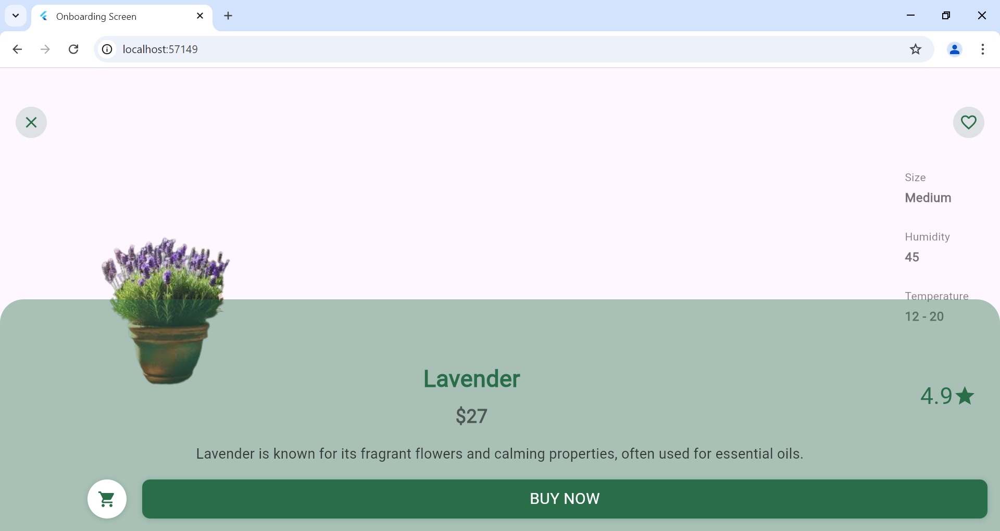 Onboarding Screen
localhost:57149
Size
Medium
Humidity
45
Temperature
12 - 20
Lavender
4.9
$27
Lavender is known for its fragrant flowers and calming properties, often used for essential oils.
BUY NOW